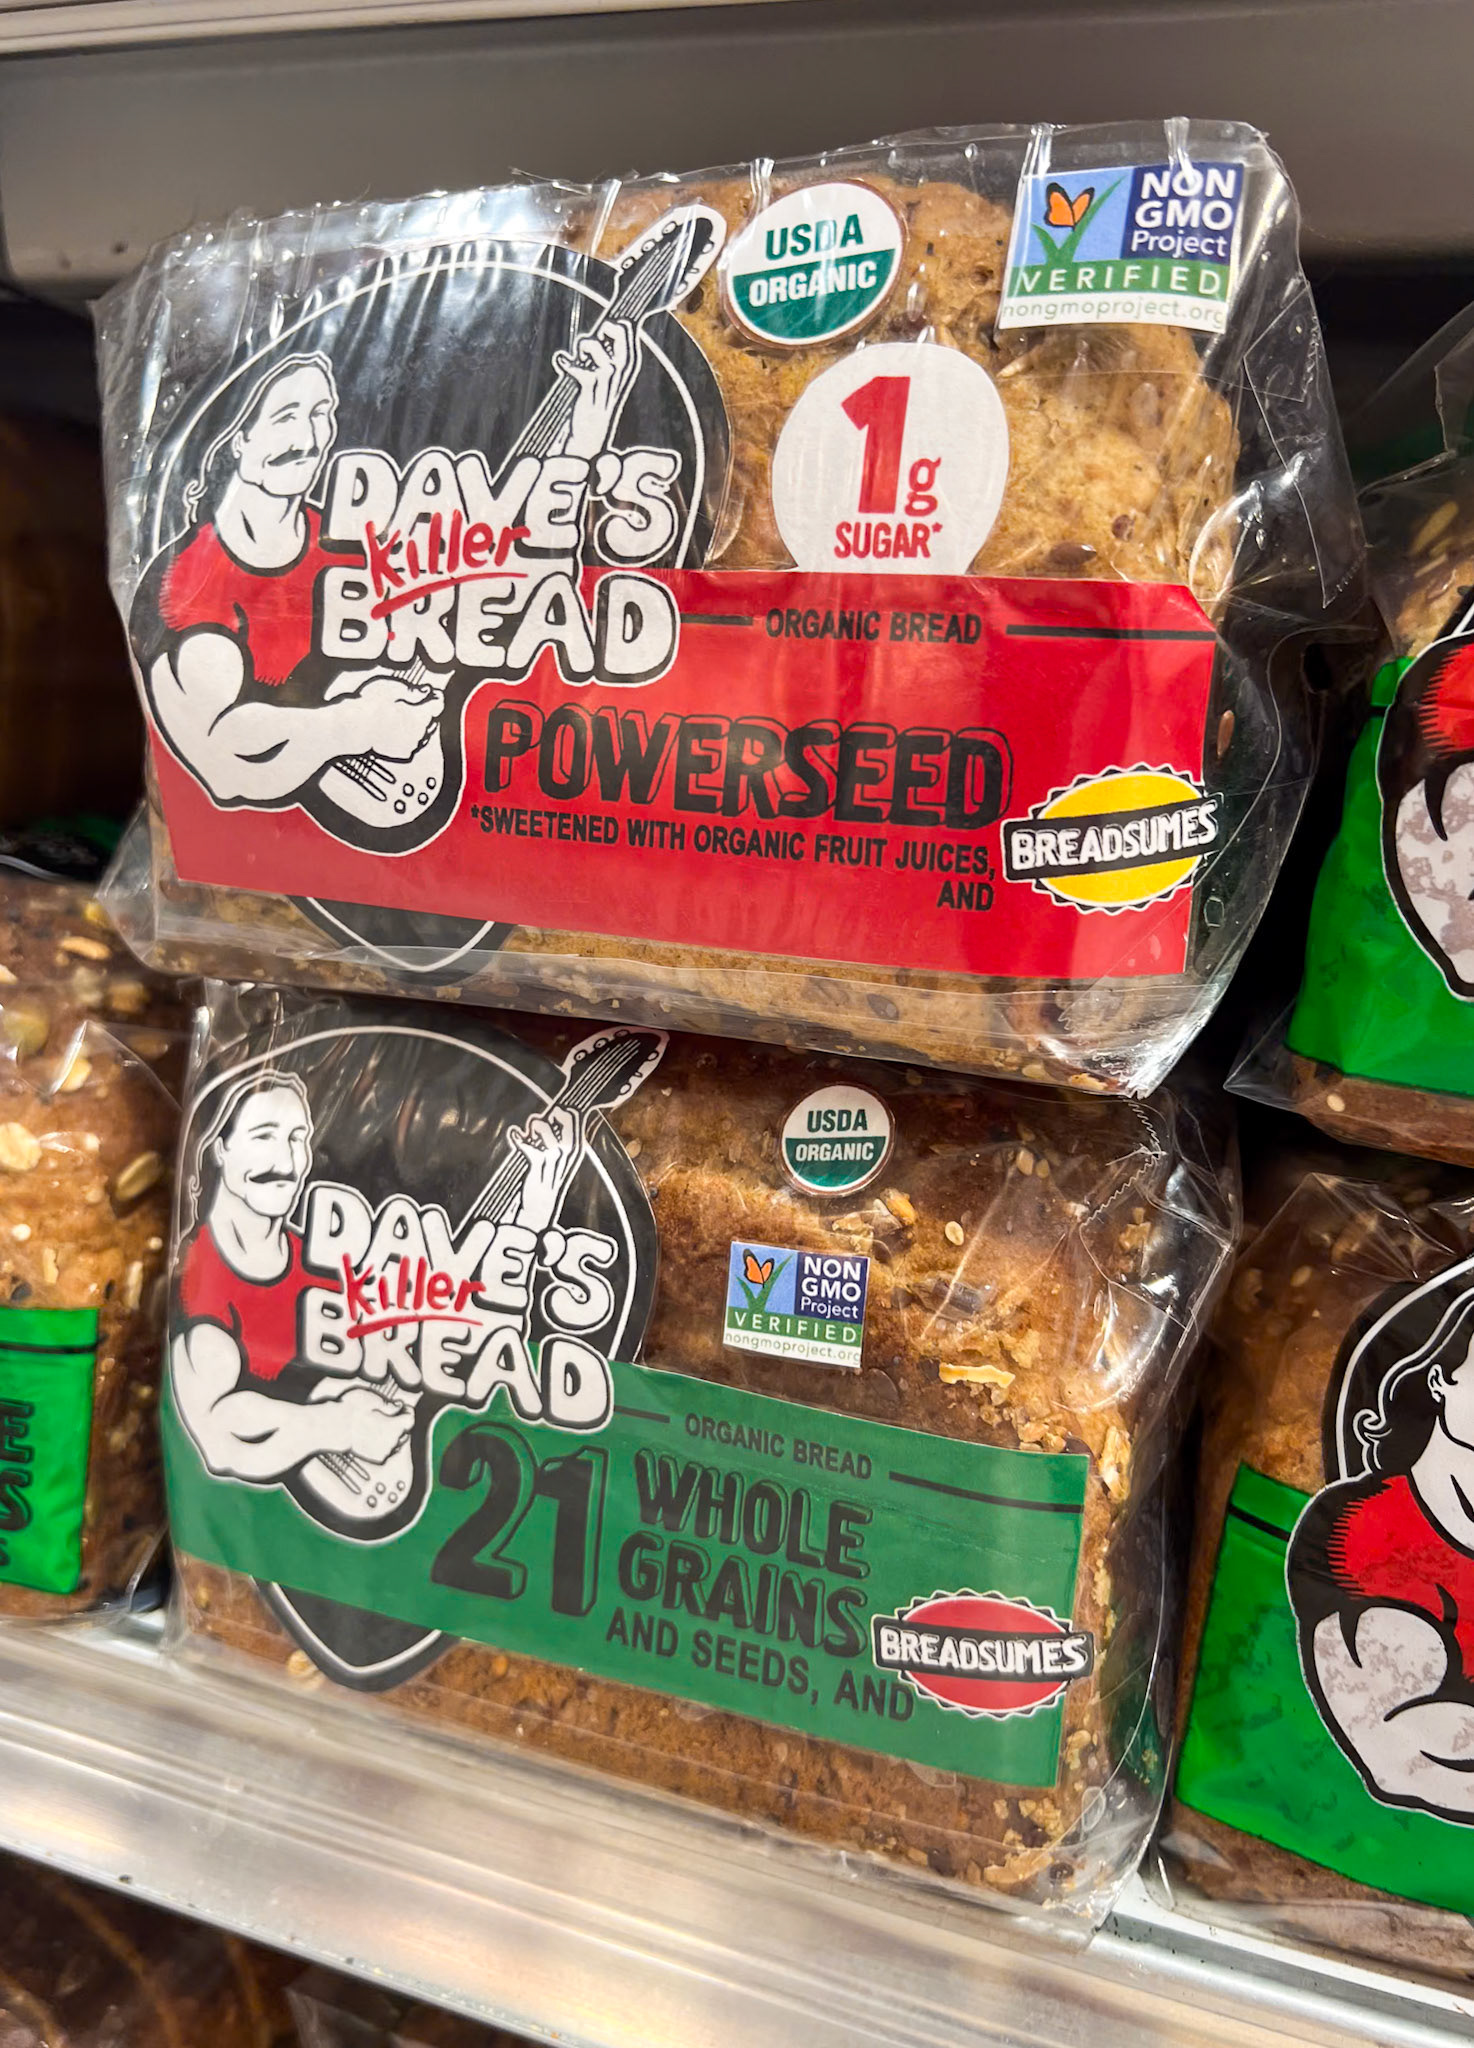 USDA
ORGANIC
NON
GMO
Project
VERIFIED
nongmoproject.org
1g
SUGAR*
DAVE'S
Killer
BREAD
ORGANIC BREAD
POWERSEED
*SWEETENED WITH ORGANIC FRUIT JUICES,
AND
BREADSUMES
USDA
ORGANIC
NON
GMO
Project
VERIFIED
nongmoproject.org
DAVE'S
Killer
BREAD
ORGANIC BREAD
21 WHOLE
GRAINS
AND SEEDS, AND
BREADSUMES